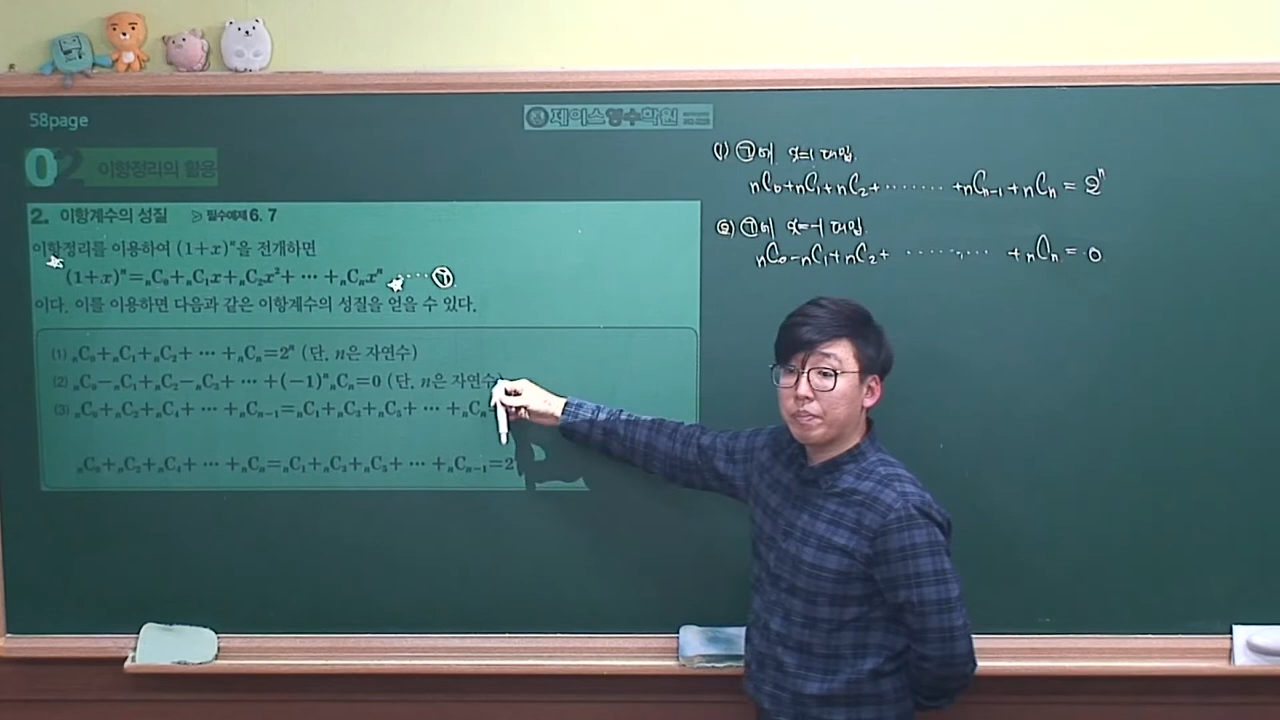 58page
제이스영수학원
02 이항정리의 활용
2. 이항계수의 성질 ≫ 필수예제 6, 7
이항정리를 이용하여 (1+x)ⁿ을 전개하면
(1+x)ⁿ=ₙC₀+ₙC₁x+ₙC₂x²+ ⋯ +ₙCₙxⁿ ⋯⋯ ㉠
이다. 이를 이용하면 다음과 같은 이항계수의 성질을 얻을 수 있다.
(1) ₙC₀+ₙC₁+ₙC₂+ ⋯ +ₙCₙ=2ⁿ (단, n은 자연수)
(2) ₙC₀-ₙC₁+ₙC₂-ₙC₃+ ⋯ +(-1)ⁿₙCₙ=0 (단, n은 자연수)
(3) ₙC₀+ₙC₂+ₙC₄+ ⋯ +ₙCₙ₋₁=ₙC₁+ₙC₃+ₙC₅+ ⋯ +ₙCₙ
ₙC₀+ₙC₂+ₙC₄+ ⋯ +ₙCₙ=ₙC₁+ₙC₃+ₙC₅+ ⋯ +ₙCₙ₋₁=2
(1) ㉠에 x=1 대입.
ₙC₀+ₙC₁+ₙC₂+ ⋯⋯ +ₙCₙ₋₁+ₙCₙ = 2ⁿ
(2) ㉠에 x=-1 대입.
ₙC₀-ₙC₁+ₙC₂+ ⋯⋯ +ₙCₙ = 0